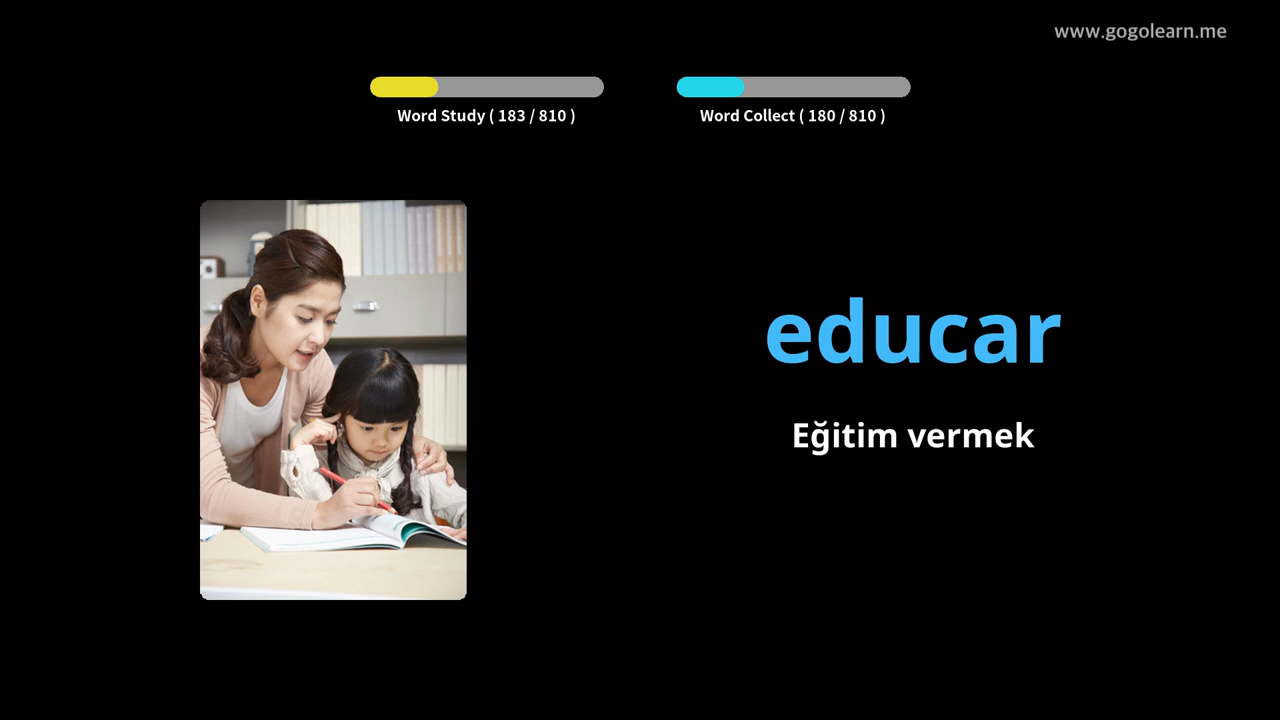 www.gogolearn.me
Word Study ( 183 / 810 )
Word Collect ( 180 / 810 )
educar
Eğitim vermek